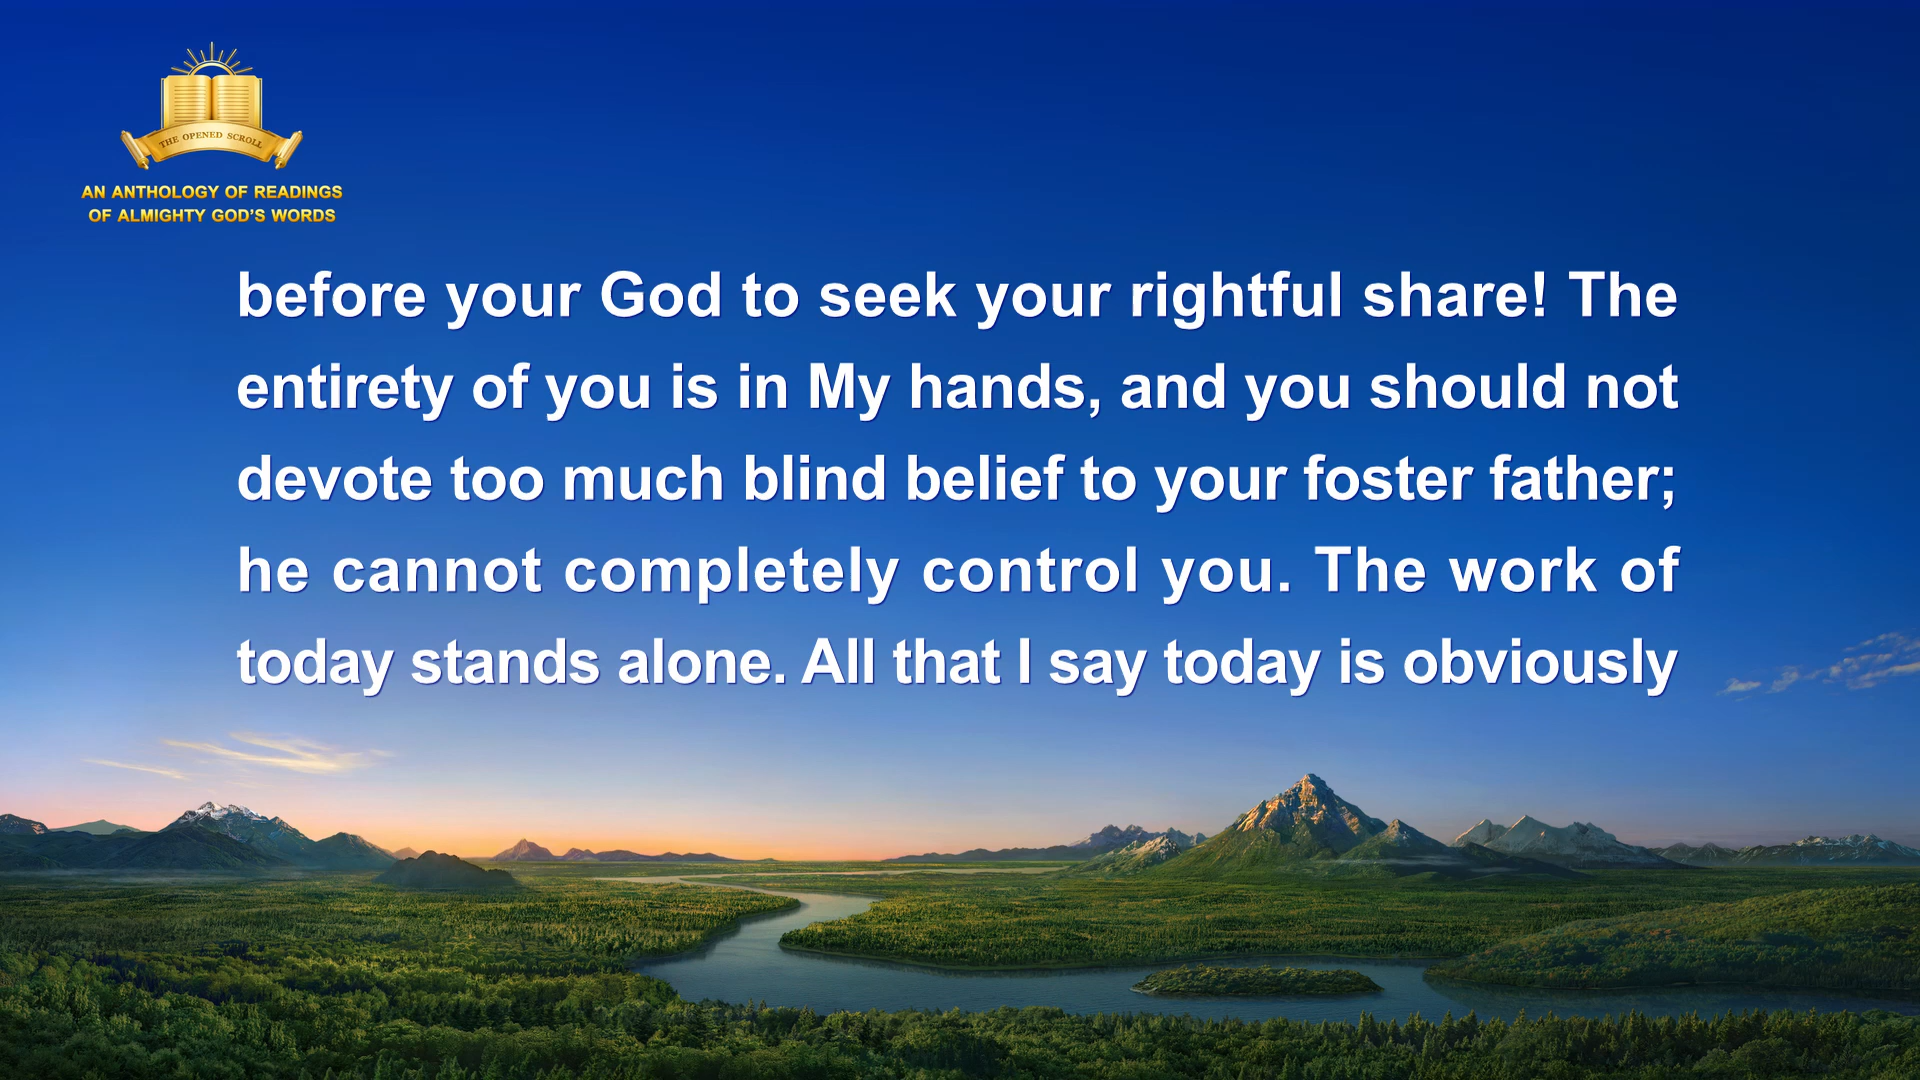 THE OPENED SCROLL
AN ANTHOLOGY OF READINGS
OF ALMIGHTY GOD'S WORDS
before your God to seek your rightful share! The
entirety of you is in My hands, and you should not
devote too much blind belief to your foster father;
he cannot completely control you. The work of
today stands alone. All that I say today is obviously